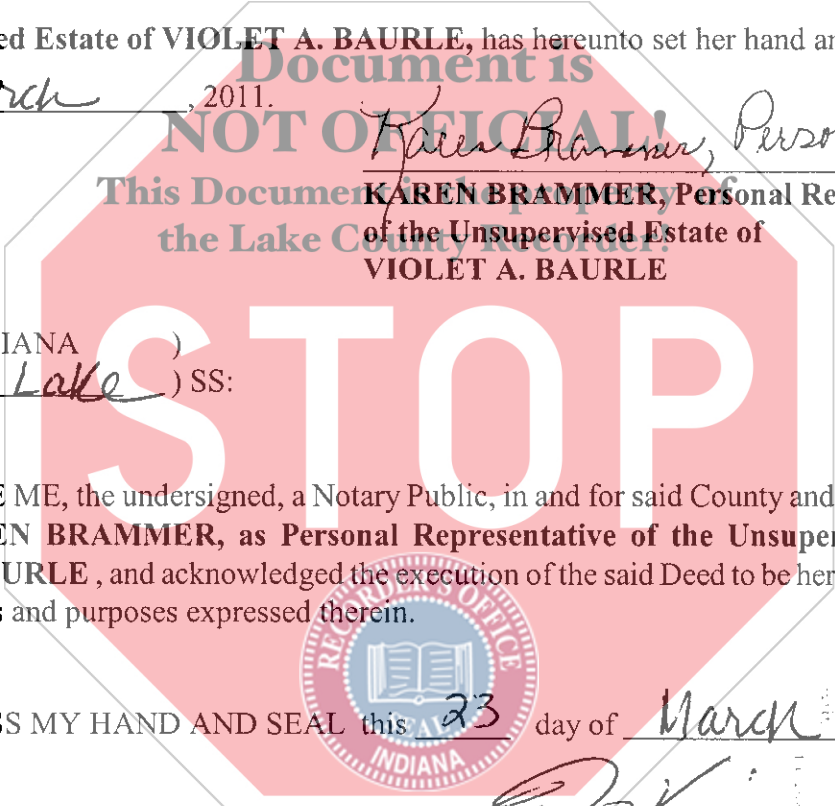 ed Estate of VIOLET A. BAURLE, has hereunto set her hand an
rch, 2011.
Document is
NOT OFFICIAL!
This Document is the property of
the Lake County Recorder!
Karen Brammer, Perso
KAREN BRAMMER, Personal Re
of the Unsupervised Estate of
VIOLET A. BAURLE
IANA )
Lake ) SS:
STOP
E ME, the undersigned, a Notary Public, in and for said County and
EN BRAMMER, as Personal Representative of the Unsuper
URLE , and acknowledged the execution of the said Deed to be her
s and purposes expressed therein.
RECORDER'S OFFICE
SEAL
INDIANA
SS MY HAND AND SEAL this 23 day of March